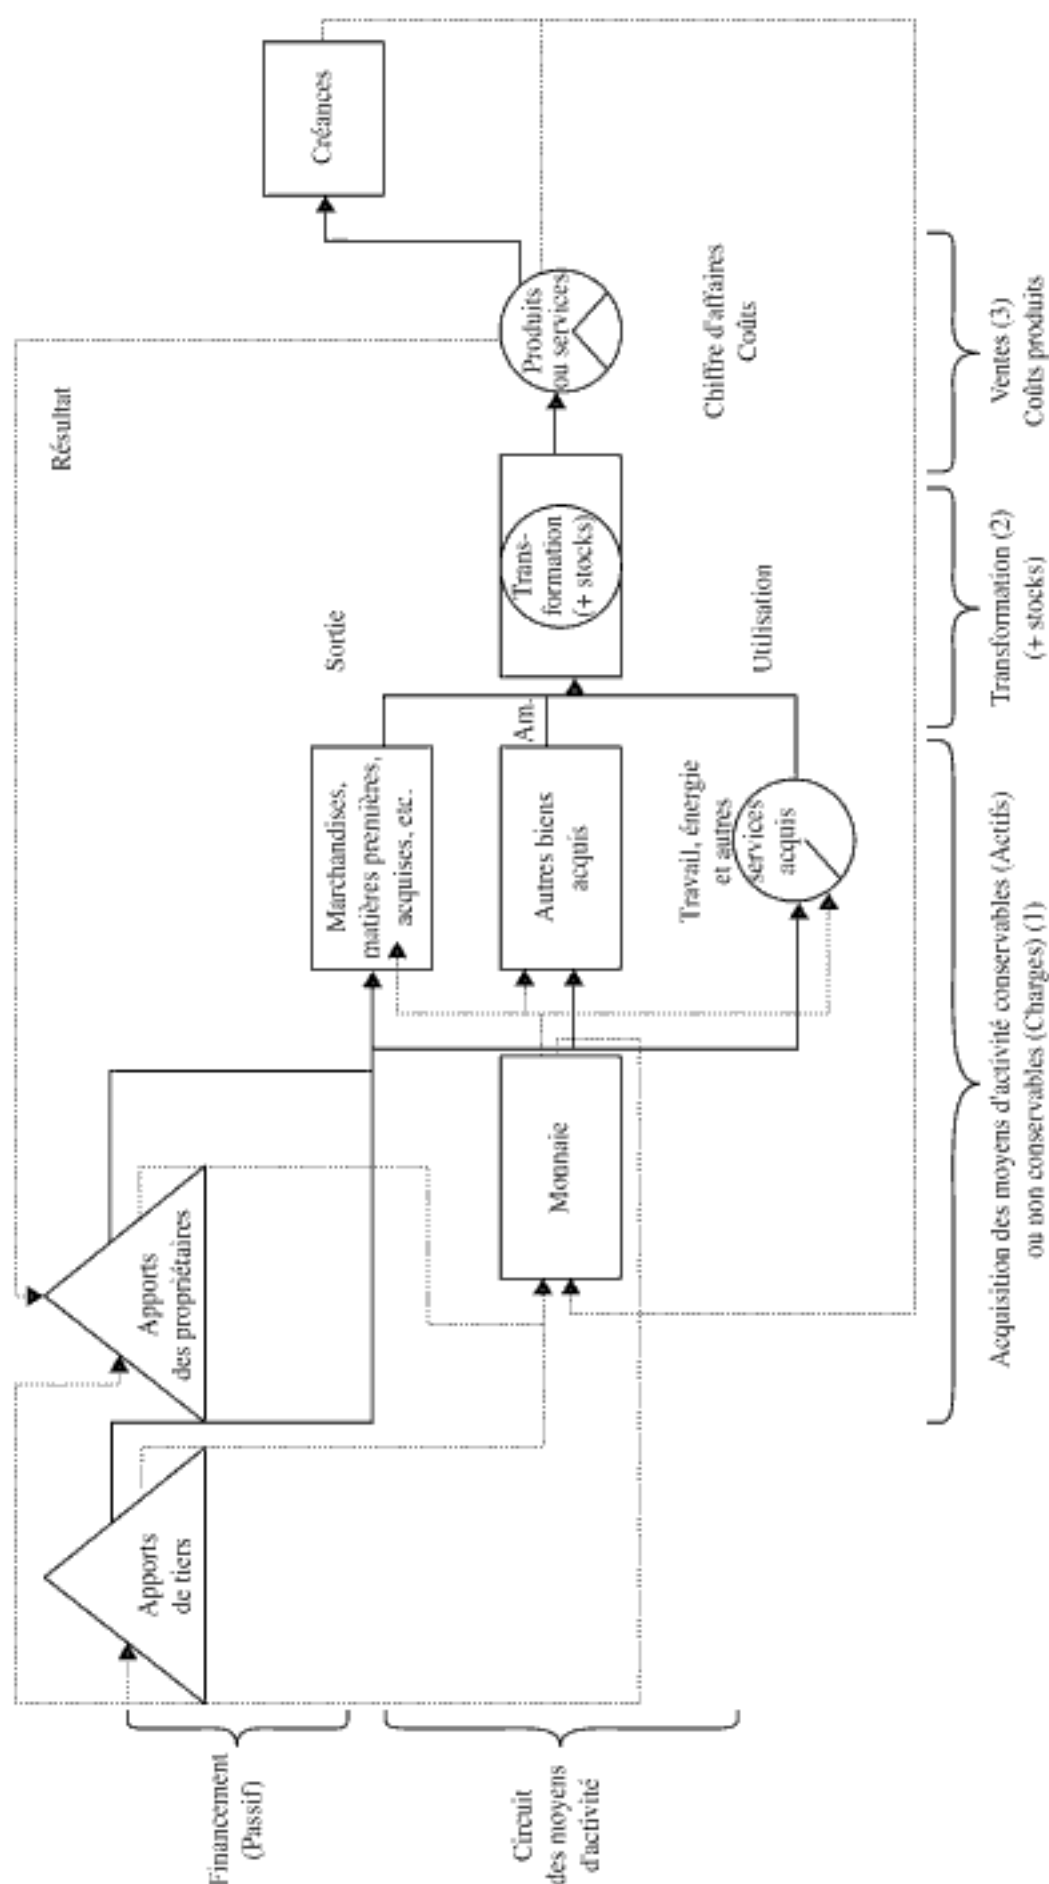 Financement
(Passif)
Circuit
des moyens
d'activité
Apports
de tiers
Apports
des propriétaires
Résultat
Monnaie
Marchandises,
matières premières,
acquises, etc.
Autres biens
acquis
Am.
Travail, énergie
et autres
services
acquis
Sortie
Utilisation
Trans-
formation
(+ stocks)
Produits
ou services
Créances
Chiffre d'affaires
Coûts
Acquisition des moyens d'activité conservables (Actifs)
ou non conservables (Charges) (1)
Transformation (2)
(+ stocks)
Ventes (3)
Coûts produits